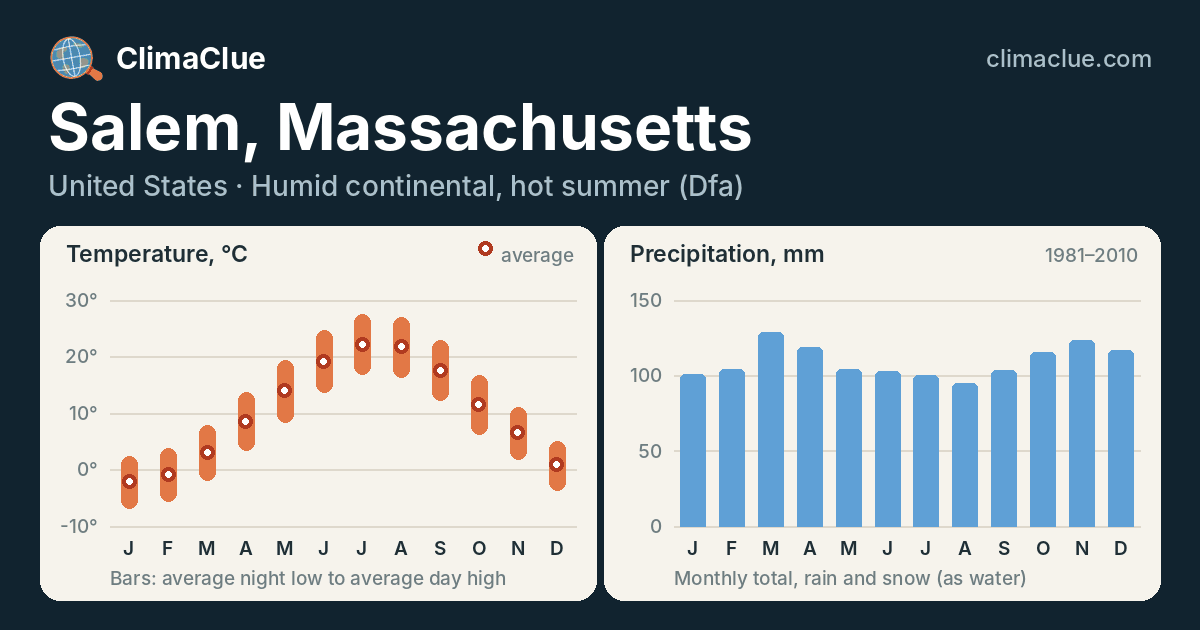 ClimaClue
climaclue.com
Salem, Massachusetts
United States · Humid continental, hot summer (Dfa)
Temperature, °C
average
30°
20°
10°
0°
-10°
J F M A M J J A S O N D
Bars: average night low to average day high
Precipitation, mm
1981–2010
150
100
50
0
J F M A M J J A S O N D
Monthly total, rain and snow (as water)